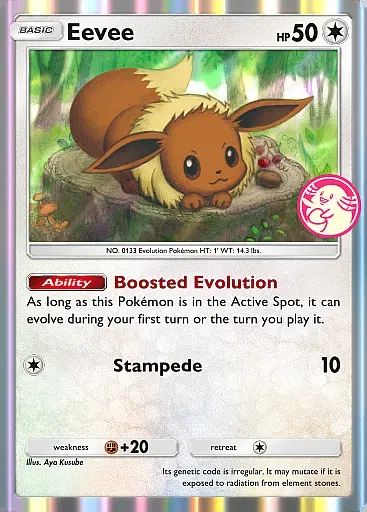 BASIC Eevee HP 50
NO. 0133 Evolution Pokémon HT: 1' WT: 14.3 lbs.
Ability Boosted Evolution
As long as this Pokémon is in the Active Spot, it can
evolve during your first turn or the turn you play it.
Stampede 10
weakness +20 retreat
Illus. Aya Kusube
Its genetic code is irregular. It may mutate if it is
exposed to radiation from element stones.